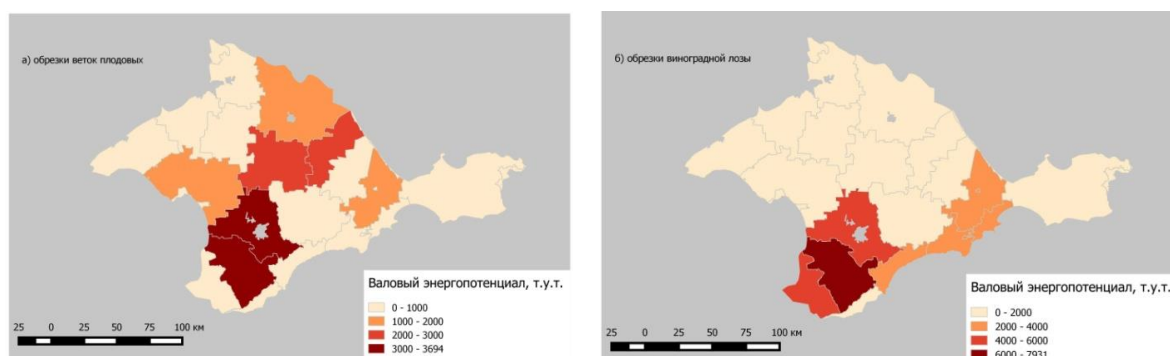 а) обрезки веток плодовых
Валовый энергопотенциал, т.у.т.
0 - 1000
1000 - 2000
2000 - 3000
3000 - 3694
25 0 25 50 75 100 км
б) обрезки виноградной лозы
Валовый энергопотенциал, т.у.т.
0 - 2000
2000 - 4000
4000 - 6000
6000 - 7931
25 0 25 50 75 100 км